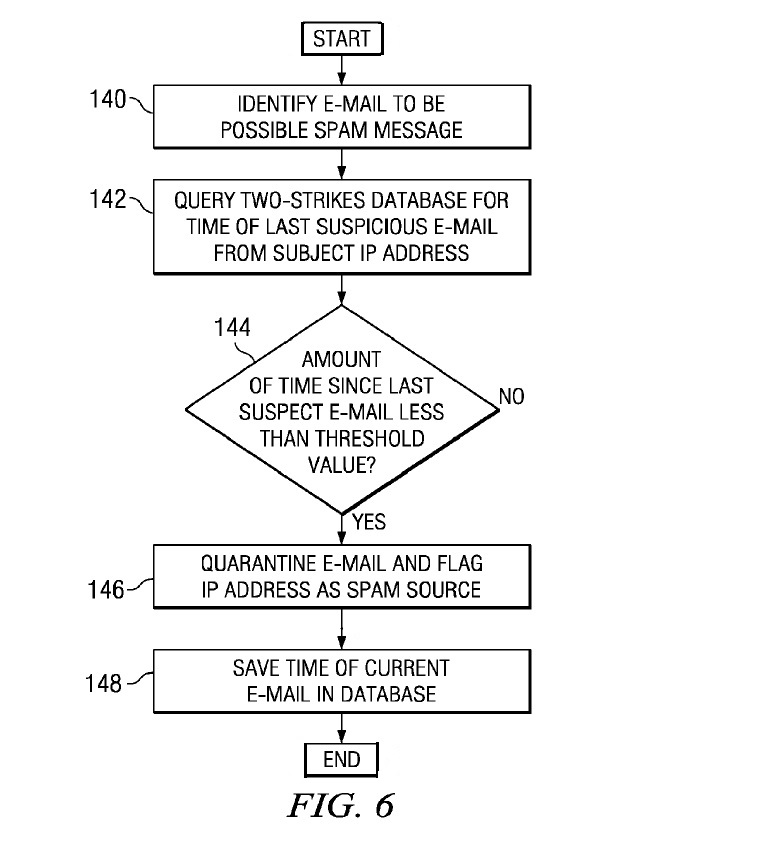 START
140
IDENTIFY E-MAIL TO BE
POSSIBLE SPAM MESSAGE
142
QUERY TWO-STRIKES DATABASE FOR
TIME OF LAST SUSPICIOUS E-MAIL
FROM SUBJECT IP ADDRESS
144
AMOUNT
OF TIME SINCE LAST
SUSPECT E-MAIL LESS
THAN THRESHOLD
VALUE?
NO
YES
146
QUARANTINE E-MAIL AND FLAG
IP ADDRESS AS SPAM SOURCE
148
SAVE TIME OF CURRENT
E-MAIL IN DATABASE
END
FIG. 6